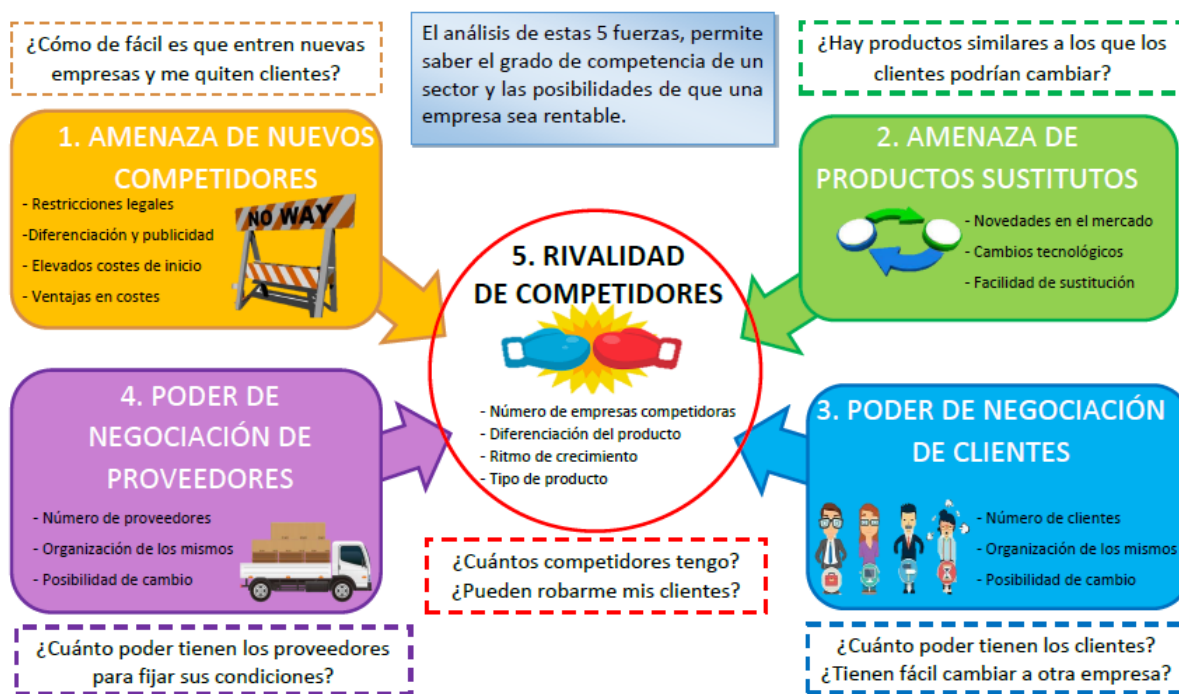 ¿Cómo de fácil es que entren nuevas
empresas y me quiten clientes?
El análisis de estas 5 fuerzas, permite
saber el grado de competencia de un
sector y las posibilidades de que una
empresa sea rentable.
¿Hay productos similares a los que los
clientes podrían cambiar?
1. AMENAZA DE NUEVOS
COMPETIDORES
- Restricciones legales
-Diferenciación y publicidad
- Elevados costes de inicio
- Ventajas en costes
NO WAY
2. AMENAZA DE
PRODUCTOS SUSTITUTOS
- Novedades en el mercado
- Cambios tecnológicos
- Facilidad de sustitución
5. RIVALIDAD
DE COMPETIDORES
- Número de empresas competidoras
- Diferenciación del producto
- Ritmo de crecimiento
- Tipo de producto
4. PODER DE
NEGOCIACIÓN DE
PROVEEDORES
- Número de proveedores
- Organización de los mismos
- Posibilidad de cambio
3. PODER DE NEGOCIACIÓN
DE CLIENTES
- Número de clientes
- Organización de los mismos
- Posibilidad de cambio
¿Cuántos competidores tengo?
¿Pueden robarme mis clientes?
¿Cuánto poder tienen los proveedores
para fijar sus condiciones?
¿Cuánto poder tienen los clientes?
¿Tienen fácil cambiar a otra empresa?